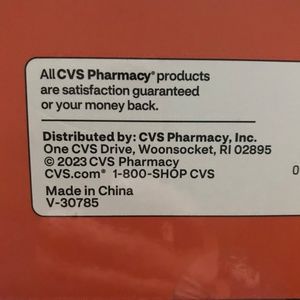 All CVS Pharmacy® products
are satisfaction guaranteed
or your money back.
Distributed by: CVS Pharmacy, Inc.
One CVS Drive, Woonsocket, RI 02895
© 2023 CVS Pharmacy
CVS.com® 1-800-SHOP CVS
Made in China
V-30785
0